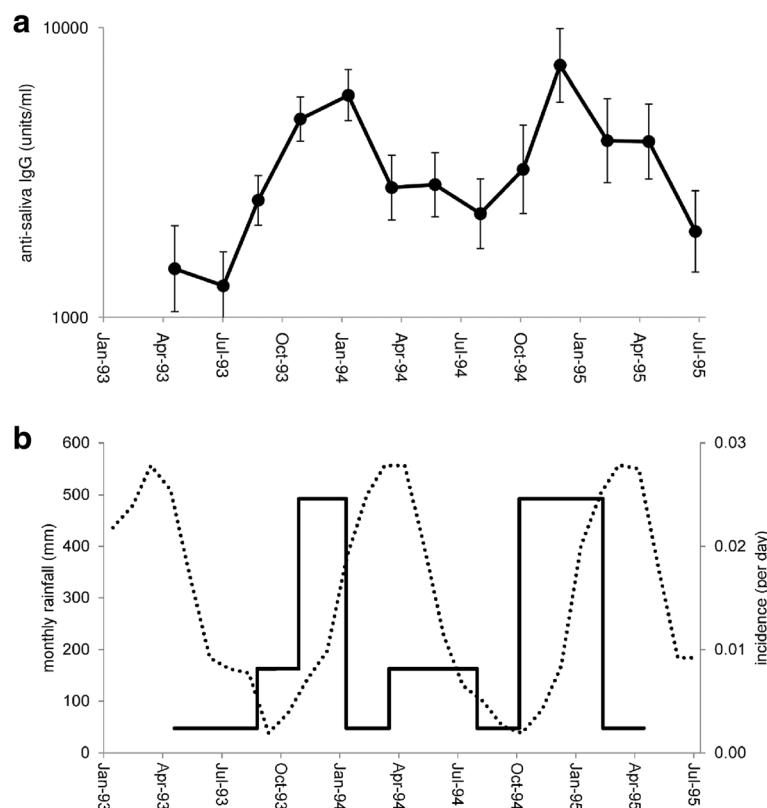 a
10000
anti-saliva IgG (units/ml)
1000
Jan-93
Apr-93
Jul-93
Oct-93
Jan-94
Apr-94
Jul-94
Oct-94
Jan-95
Apr-95
Jul-95
b
600
500
400
300
200
100
0
monthly rainfall (mm)
0.03
0.02
0.01
0.00
incidence (per day)
Jan-93
Apr-93
Jul-93
Oct-93
Jan-94
Apr-94
Jul-94
Oct-94
Jan-95
Apr-95
Jul-95